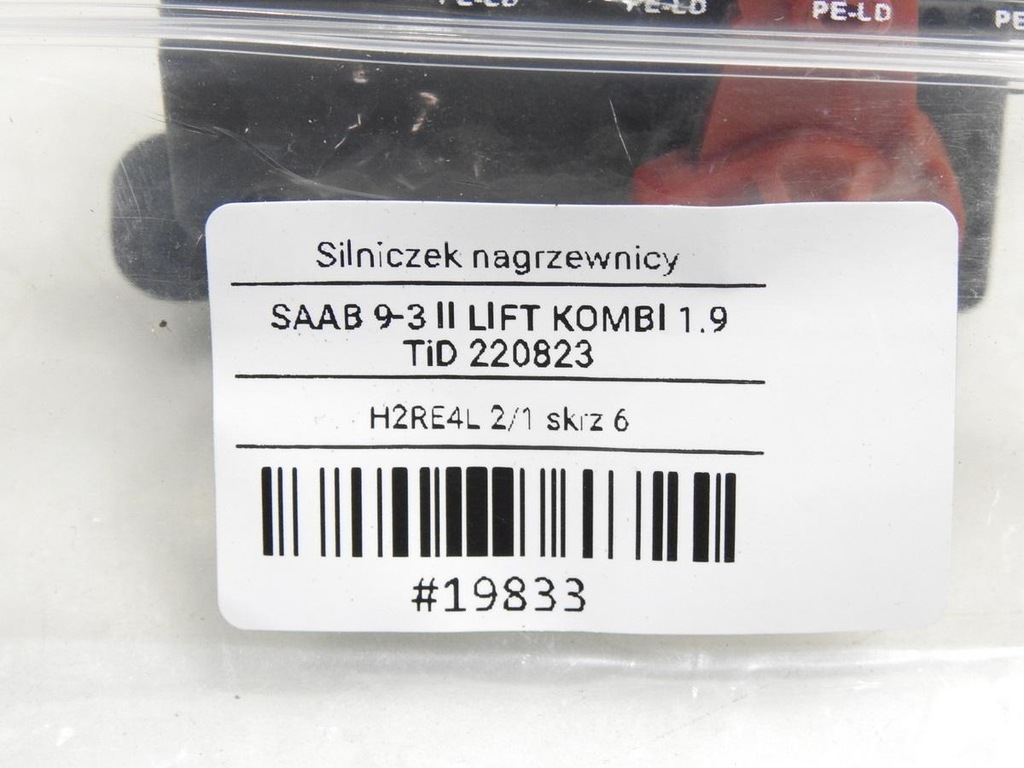 PE-LD PE-LD PE-LD PE
Silniczek nagrzewnicy
SAAB 9-3 II LIFT KOMBI 1.9
TiD 220823
H2RE4L 2/1 skrz 6
#19833